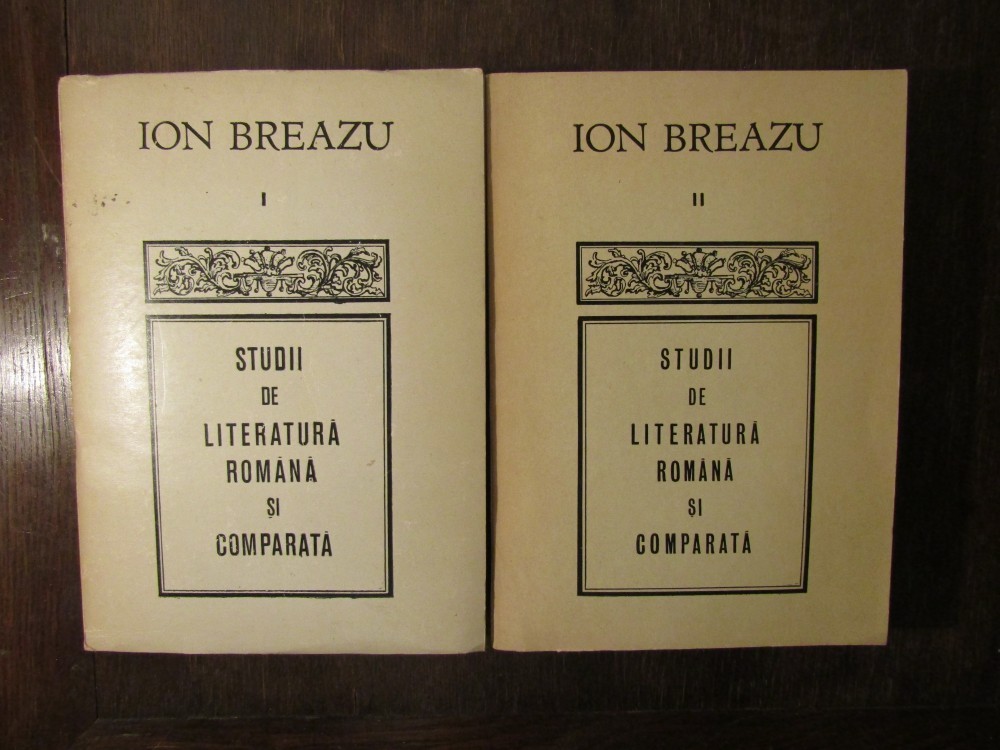 ION BREAZU
I
STUDII
DE
LITERATURĂ
ROMÂNĂ
ȘI
COMPARATĂ
ION BREAZU
II
STUDII
DE
LITERATURĂ
ROMÂNĂ
ȘI
COMPARATĂ